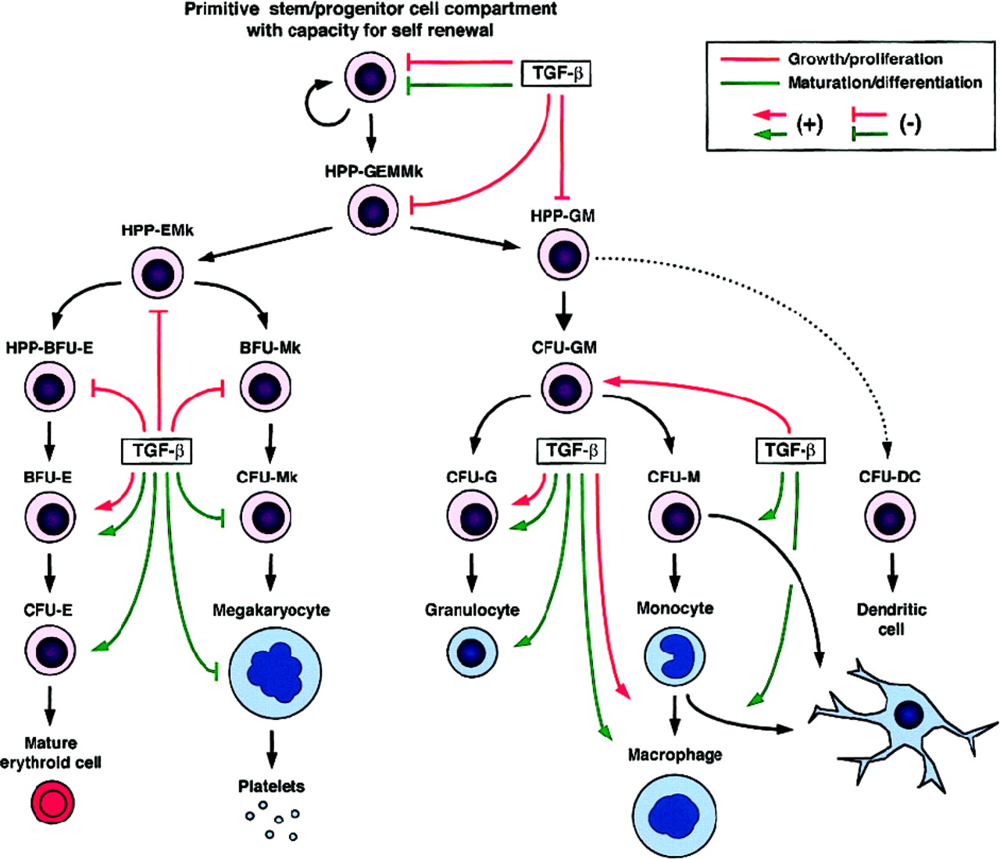 Primitive stem/progenitor cell compartment
with capacity for self renewal
TGF-β
Growth/proliferation
Maturation/differentiation
(+)
(-)
HPP-GEMMk
HPP-GM
HPP-EMk
HPP-BFU-E
BFU-Mk
CFU-GM
TGF-β
TGF-β
TGF-β
BFU-E
CFU-Mk
CFU-G
CFU-M
CFU-DC
CFU-E
Megakaryocyte
Granulocyte
Monocyte
Dendritic
cell
Mature
erythroid cell
Platelets
Macrophage